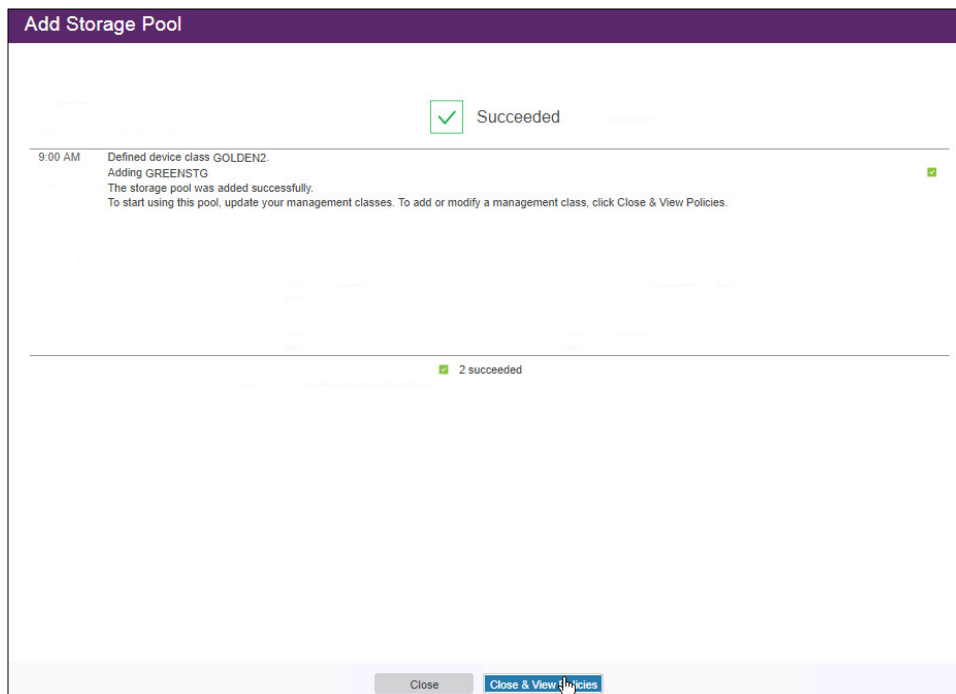 Add Storage Pool
Succeeded
9:00 AM Defined device class GOLDEN2.
Adding GREENSTG
The storage pool was added successfully.
To start using this pool, update your management classes. To add or modify a management class, click Close & View Policies.
2 succeeded
Close Close & View Policies